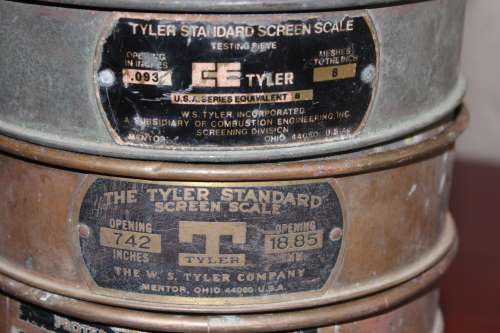 TYLER STANDARD SCREEN SCALE
TESTING SIEVE
OPENING IN INCHES
.093
CE TYLER
MESHES TO THE INCH
8
U.S.A. SERIES EQUIVALENT 8
W.S. TYLER, INCORPORATED
A SUBSIDIARY OF COMBUSTION ENGINEERING, INC.
SCREENING DIVISION
MENTOR, OHIO 44060 U.S.A.
THE TYLER STANDARD
SCREEN SCALE
OPENING
.742
INCHES
T
TYLER
OPENING
18.85
MM
THE W. S. TYLER COMPANY
MENTOR, OHIO 44060 U.S.A.